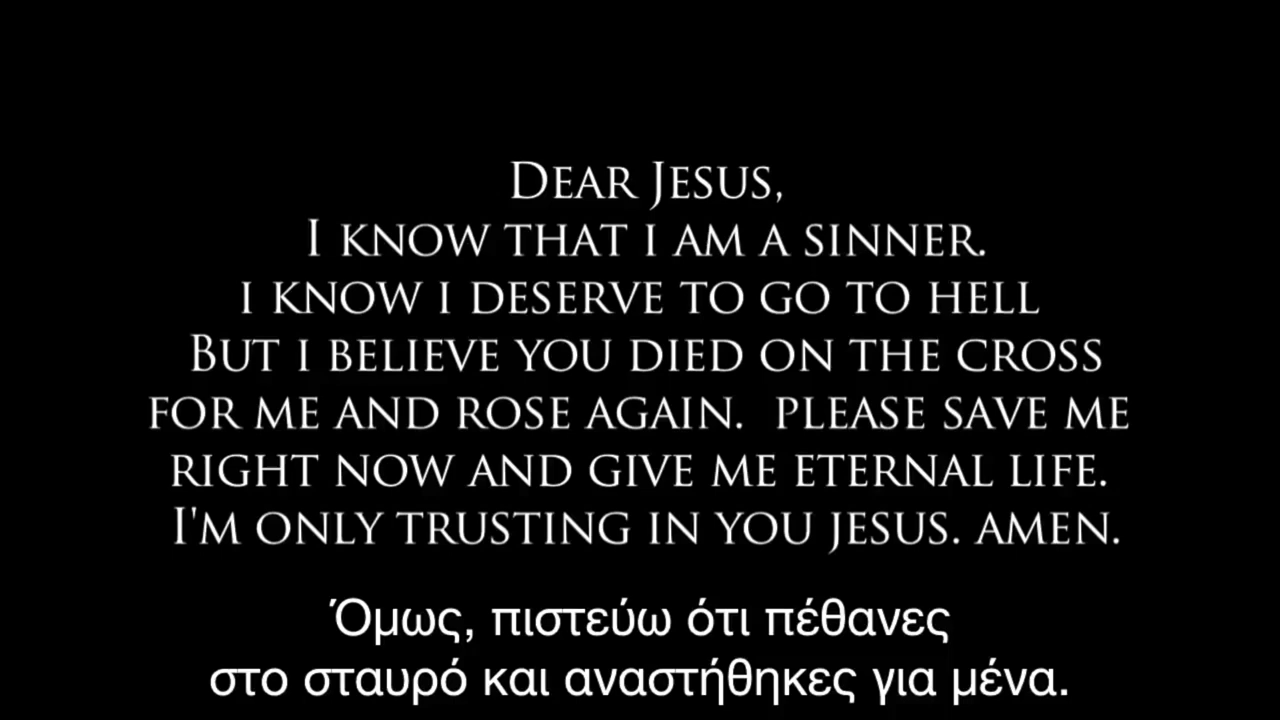 DEAR JESUS,
I KNOW THAT I AM A SINNER.
I KNOW I DESERVE TO GO TO HELL
BUT I BELIEVE YOU DIED ON THE CROSS
FOR ME AND ROSE AGAIN. PLEASE SAVE ME
RIGHT NOW AND GIVE ME ETERNAL LIFE.
I'M ONLY TRUSTING IN YOU JESUS. AMEN.
Όμως, πιστεύω ότι πέθανες
στο σταυρό και αναστήθηκες για μένα.